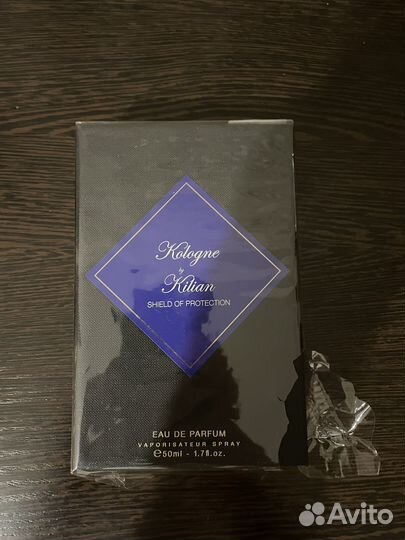 Kologne
by
Kilian
SHIELD OF PROTECTION
EAU DE PARFUM
VAPORISATEUR SPRAY
℮50ml - 1.7fl.oz.
Avito